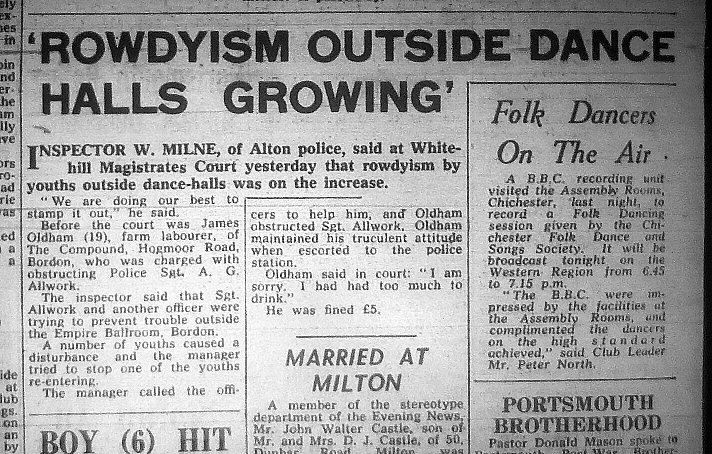 'ROWDYISM OUTSIDE DANCE
HALLS GROWING'
INSPECTOR W. MILNE, of Alton police, said at White-
hill Magistrates Court yesterday that rowdyism by
youths outside dance-halls was on the increase.
"We are doing our best to
stamp it out," he said.
Before the court was James
Oldham (19), farm labourer, of
The Compound, Hogmoor Road,
Bordon, who was charged with
obstructing Police Sgt. A. G.
Allwork.
The inspector said that Sgt.
Allwork and another officer were
trying to prevent trouble outside
the Empire Ballroom, Bordon.
A number of youths caused a
disturbance and the manager
tried to stop one of the youths
re-entering.
The manager called the offi-
cers to help him, and Oldham
obstructed Sgt. Allwork. Oldham
maintained his truculent attitude
when escorted to the police
station.
Oldham said in court: "I am
sorry. I had had too much to
drink."
He was fined £5.
MARRIED AT
MILTON
A member of the stereotype
department of the Evening News,
Mr. John Walter Castle, son of
Mr. and Mrs. D. J. Castle, of 50,
Road, Milton was
BOY (6) HIT
Folk Dancers
On The Air
A B.B.C. recording unit
visited the Assembly Rooms,
Chichester, last night, to
record a Folk Dancing
session given by the Chi-
chester Folk Dance and
Songs Society. It will be
broadcast tonight on the
Western Region from 6.45
to 7.15 p.m.
"The B.B.C. were im-
pressed by the facilities at
the Assembly Rooms, and
complimented the dancers
on the high standard
achieved," said Club Leader
Mr. Peter North.
PORTSMOUTH
BROTHERHOOD
Pastor Donald Mason spoke to